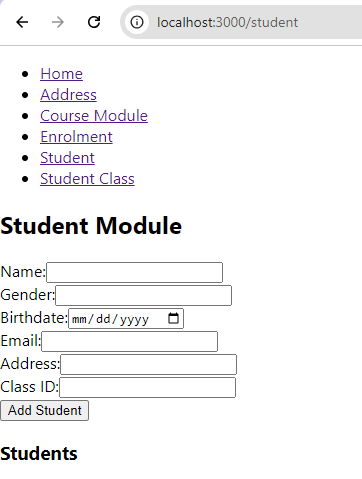 localhost:3000/student
Home
Address
Course Module
Enrolment
Student
Student Class
Student Module
Name:
Gender:
Birthdate: mm/dd/yyyy
Email:
Address:
Class ID:
Add Student
Students